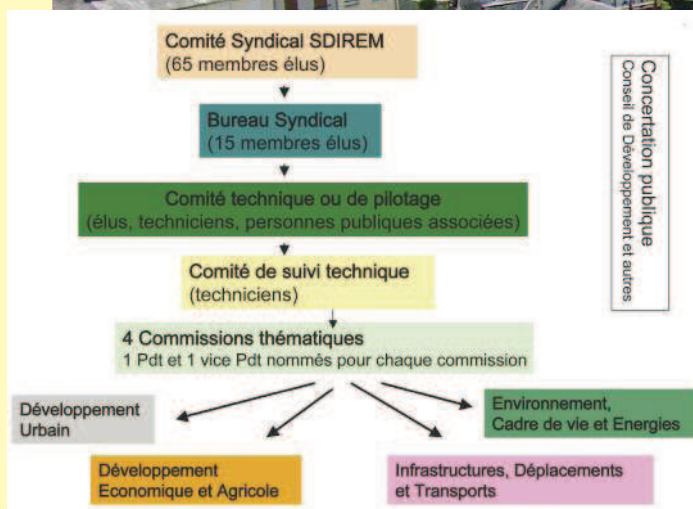 Comité Syndical SDIREM
(65 membres élus)
Bureau Syndical
(15 membres élus)
Comité technique ou de pilotage
(élus, techniciens, personnes publiques associées)
Comité de suivi technique
(techniciens)
4 Commissions thématiques
1 Pdt et 1 vice Pdt nommés pour chaque commission
Développement
Urbain
Développement
Economique et Agricole
Infrastructures, Déplacements
et Transports
Environnement,
Cadre de vie et Energies
Concertation publique
Conseil de Développement et autres